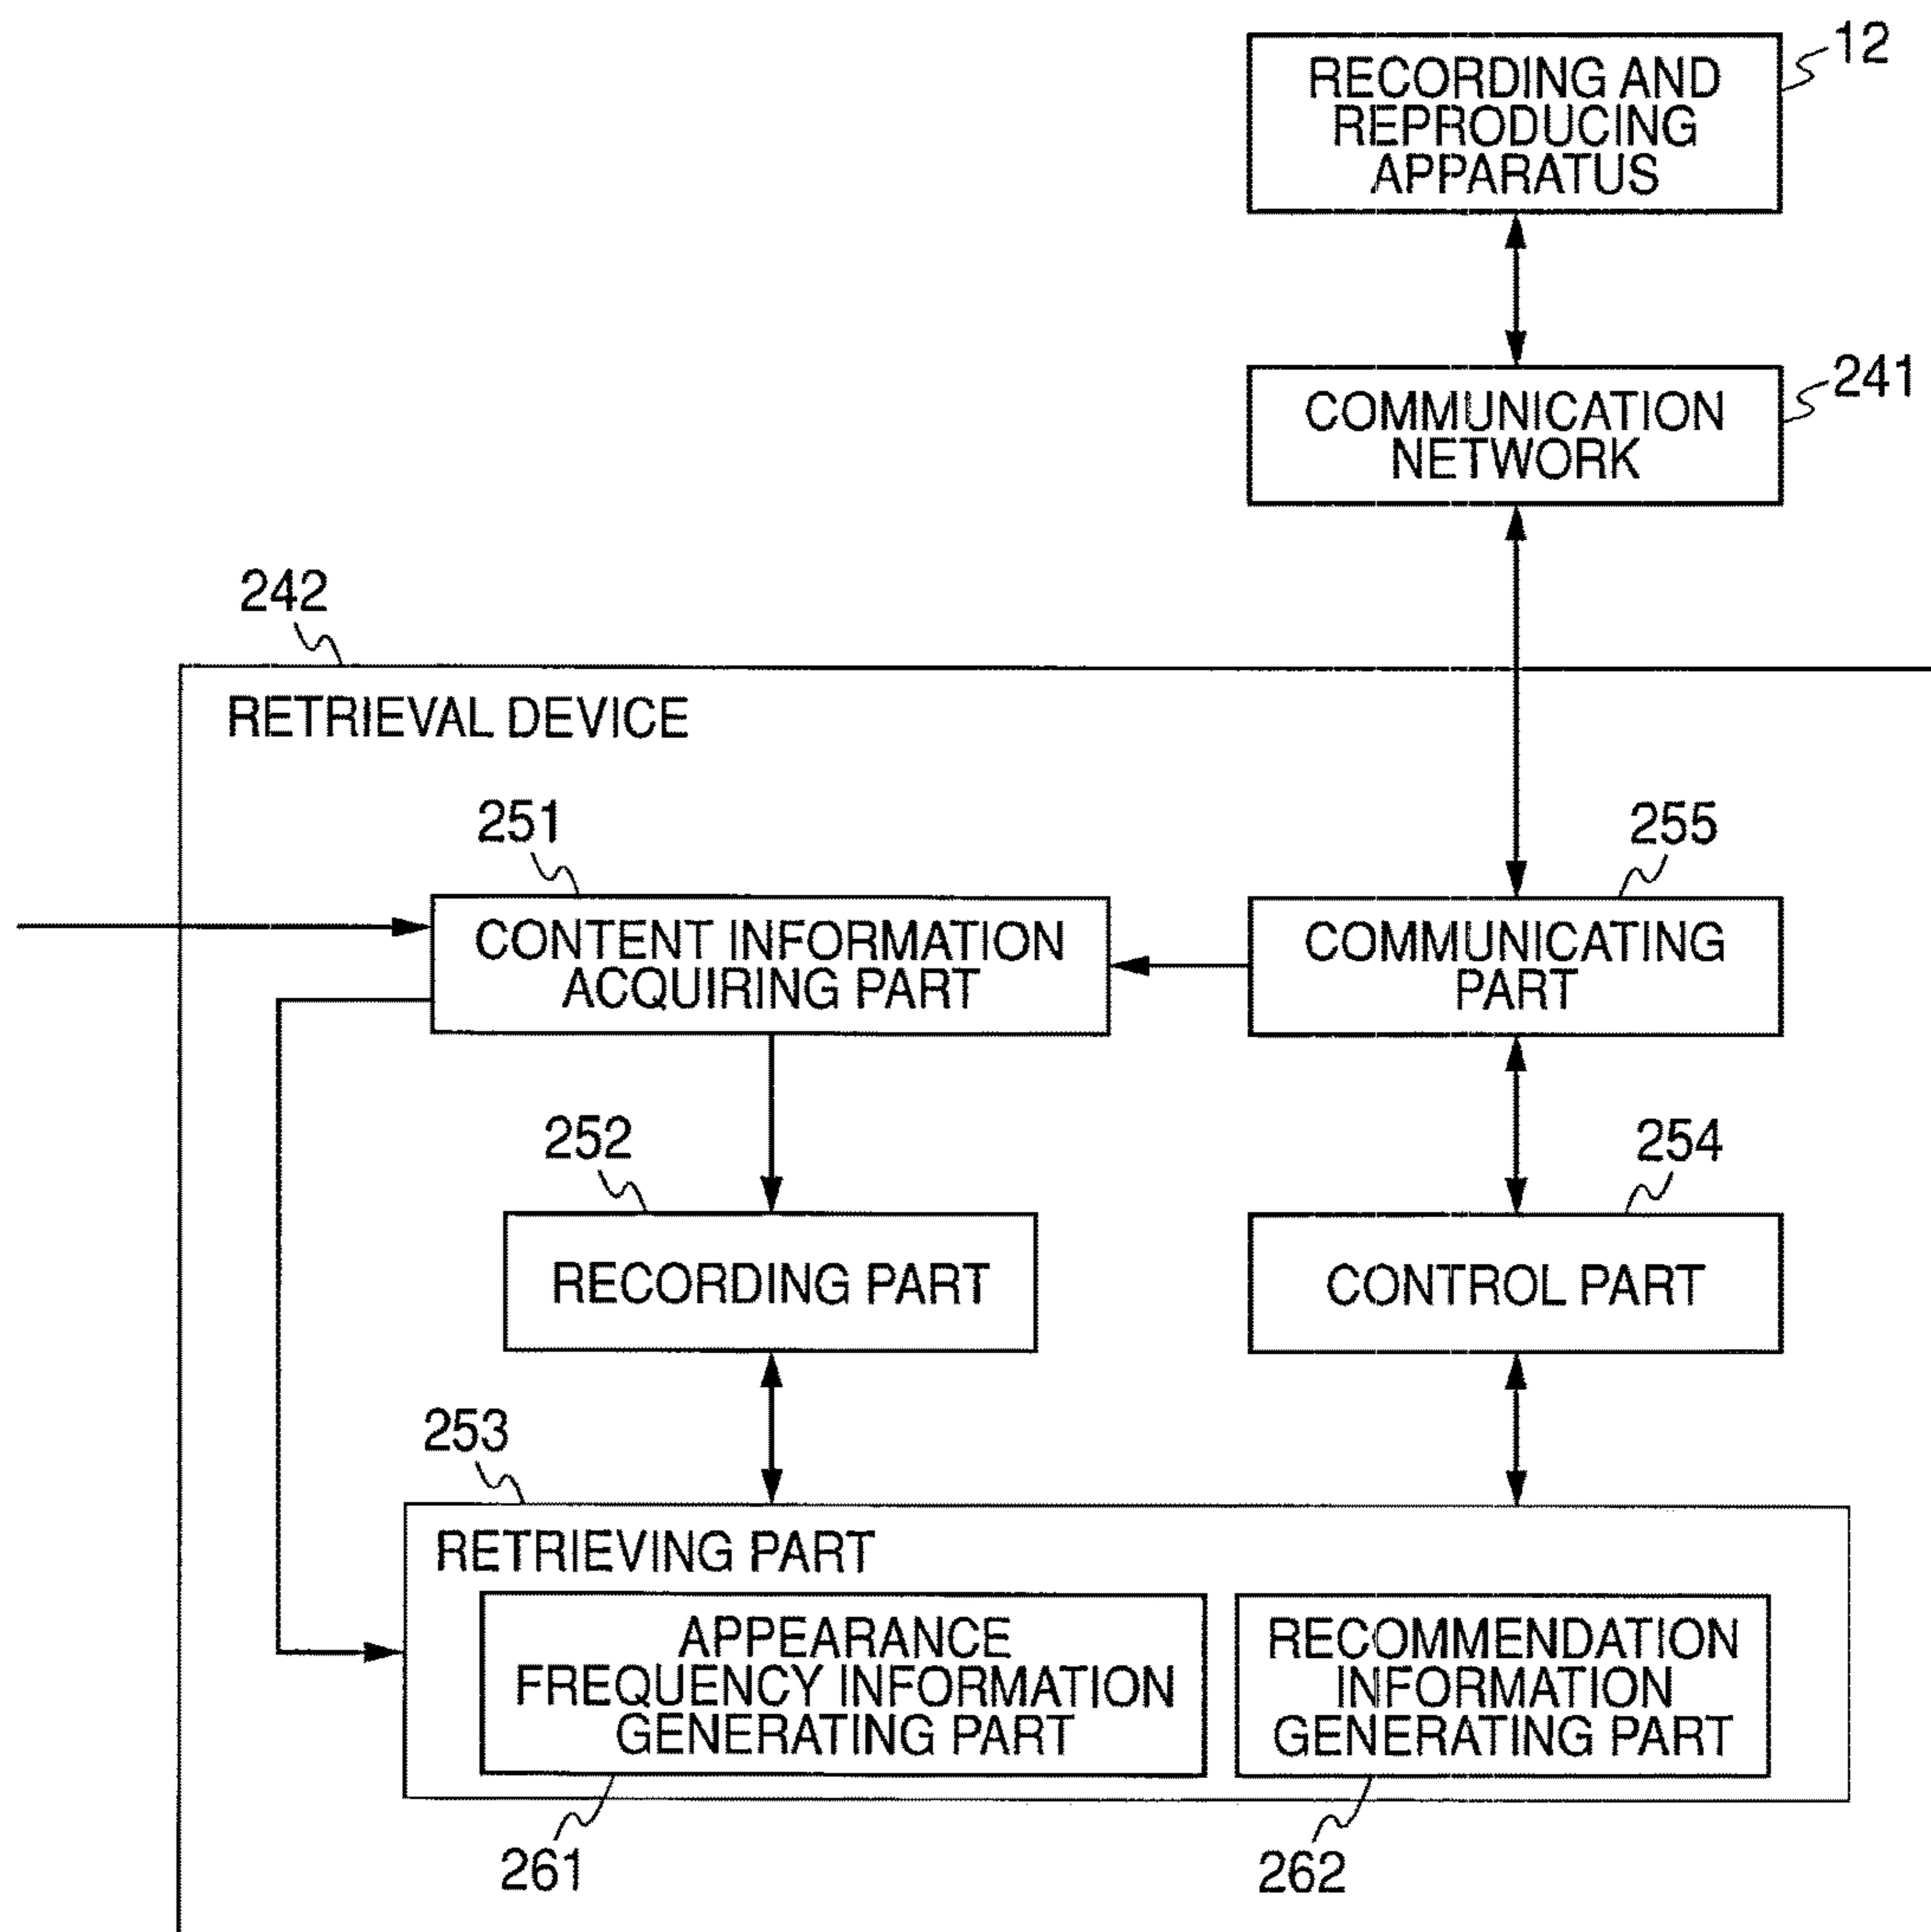 12
RECORDING AND
REPRODUCING
APPARATUS
241
COMMUNICATION
NETWORK
242
RETRIEVAL DEVICE
251
CONTENT INFORMATION
ACQUIRING PART
255
COMMUNICATING
PART
252
RECORDING PART
254
CONTROL PART
253
RETRIEVING PART
APPEARANCE
FREQUENCY INFORMATION
GENERATING PART
RECOMMENDATION
INFORMATION
GENERATING PART
261
262